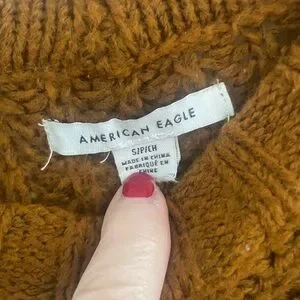 AMERICAN EAGLE
S/P/CH
MADE IN CHINA
FABRIQUÉ EN
CHINE